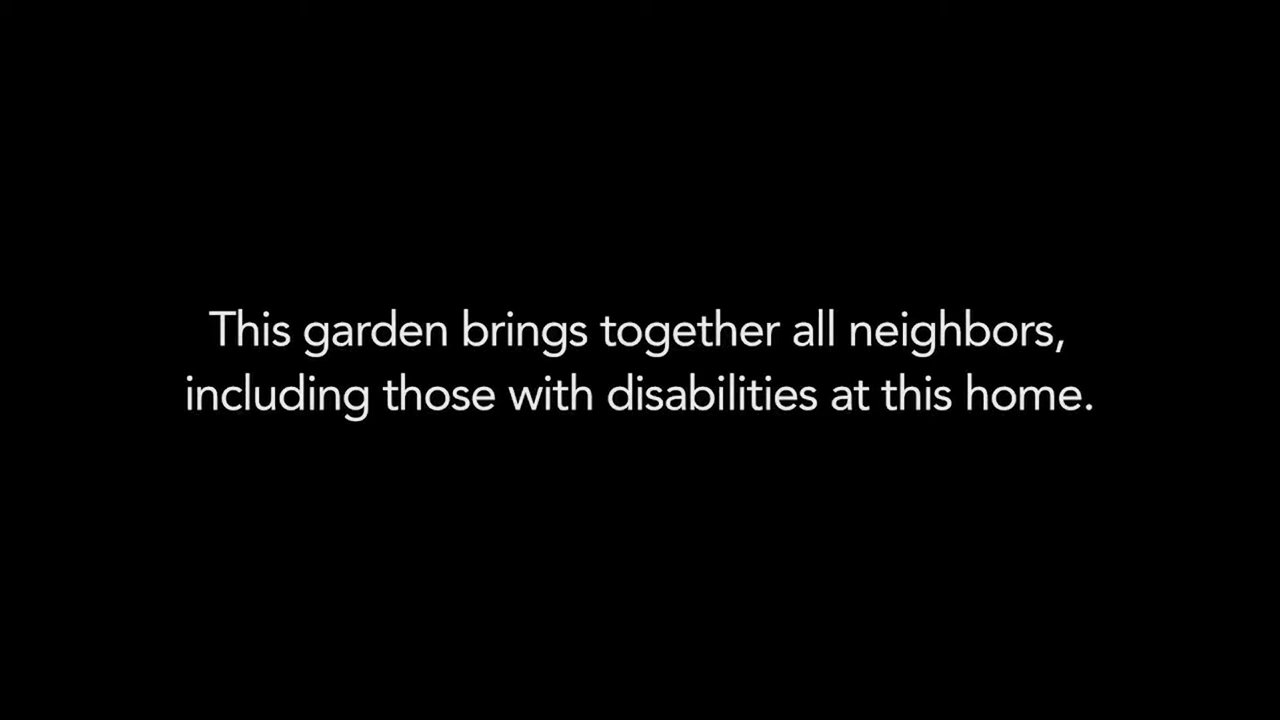 This garden brings together all neighbors,
including those with disabilities at this home.